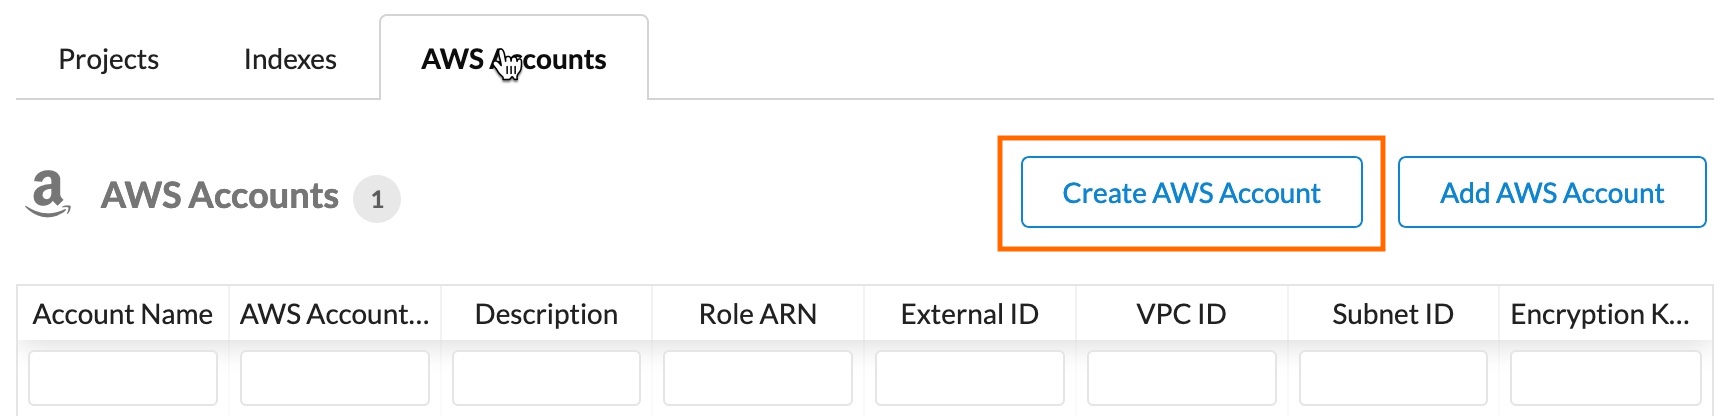 Projects Indexes AWS Accounts
AWS Accounts 1 Create AWS Account Add AWS Account
Account Name AWS Account... Description Role ARN External ID VPC ID Subnet ID Encryption K...